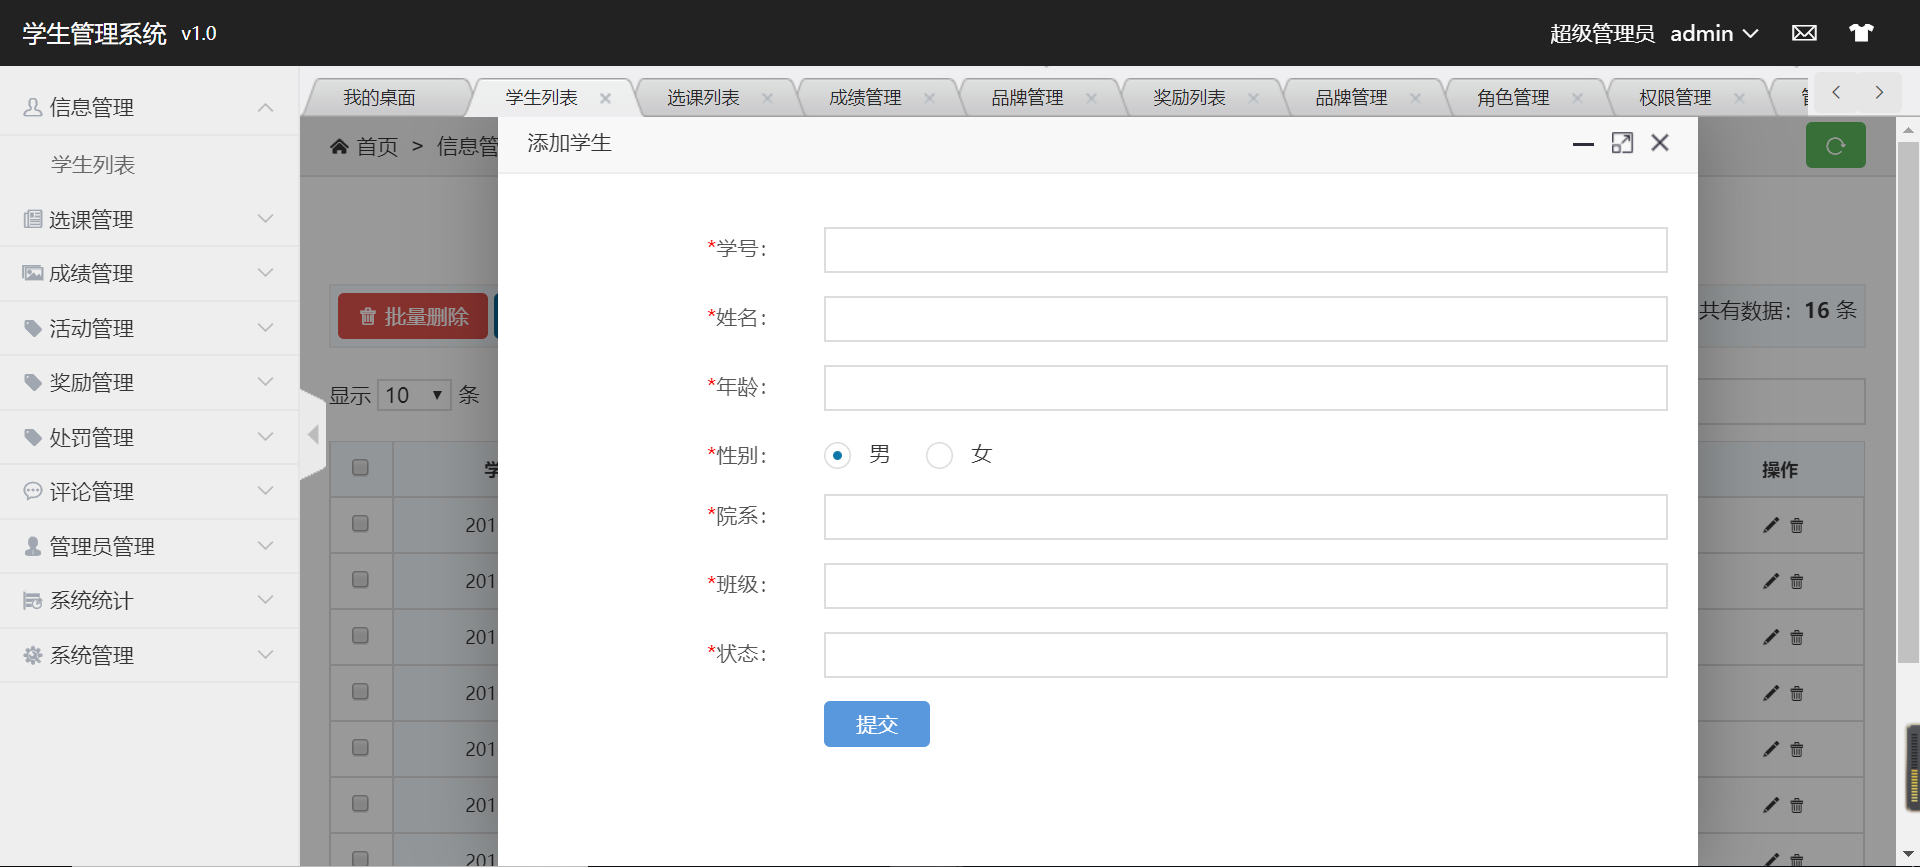 学生管理系统 v1.0
超级管理员 admin
信息管理
学生列表
选课管理
成绩管理
活动管理
奖励管理
处罚管理
评论管理
管理员管理
系统统计
系统管理
我的桌面 学生列表 选课列表 成绩管理 品牌管理 奖励列表 品牌管理 角色管理 权限管理
首页 > 信息管
添加学生
批量删除
共有数据：16 条
显示 10 条
操作
201
201
201
201
201
201
201
*学号：
*姓名：
*年龄：
*性别： 男 女
*院系：
*班级：
*状态：
提交